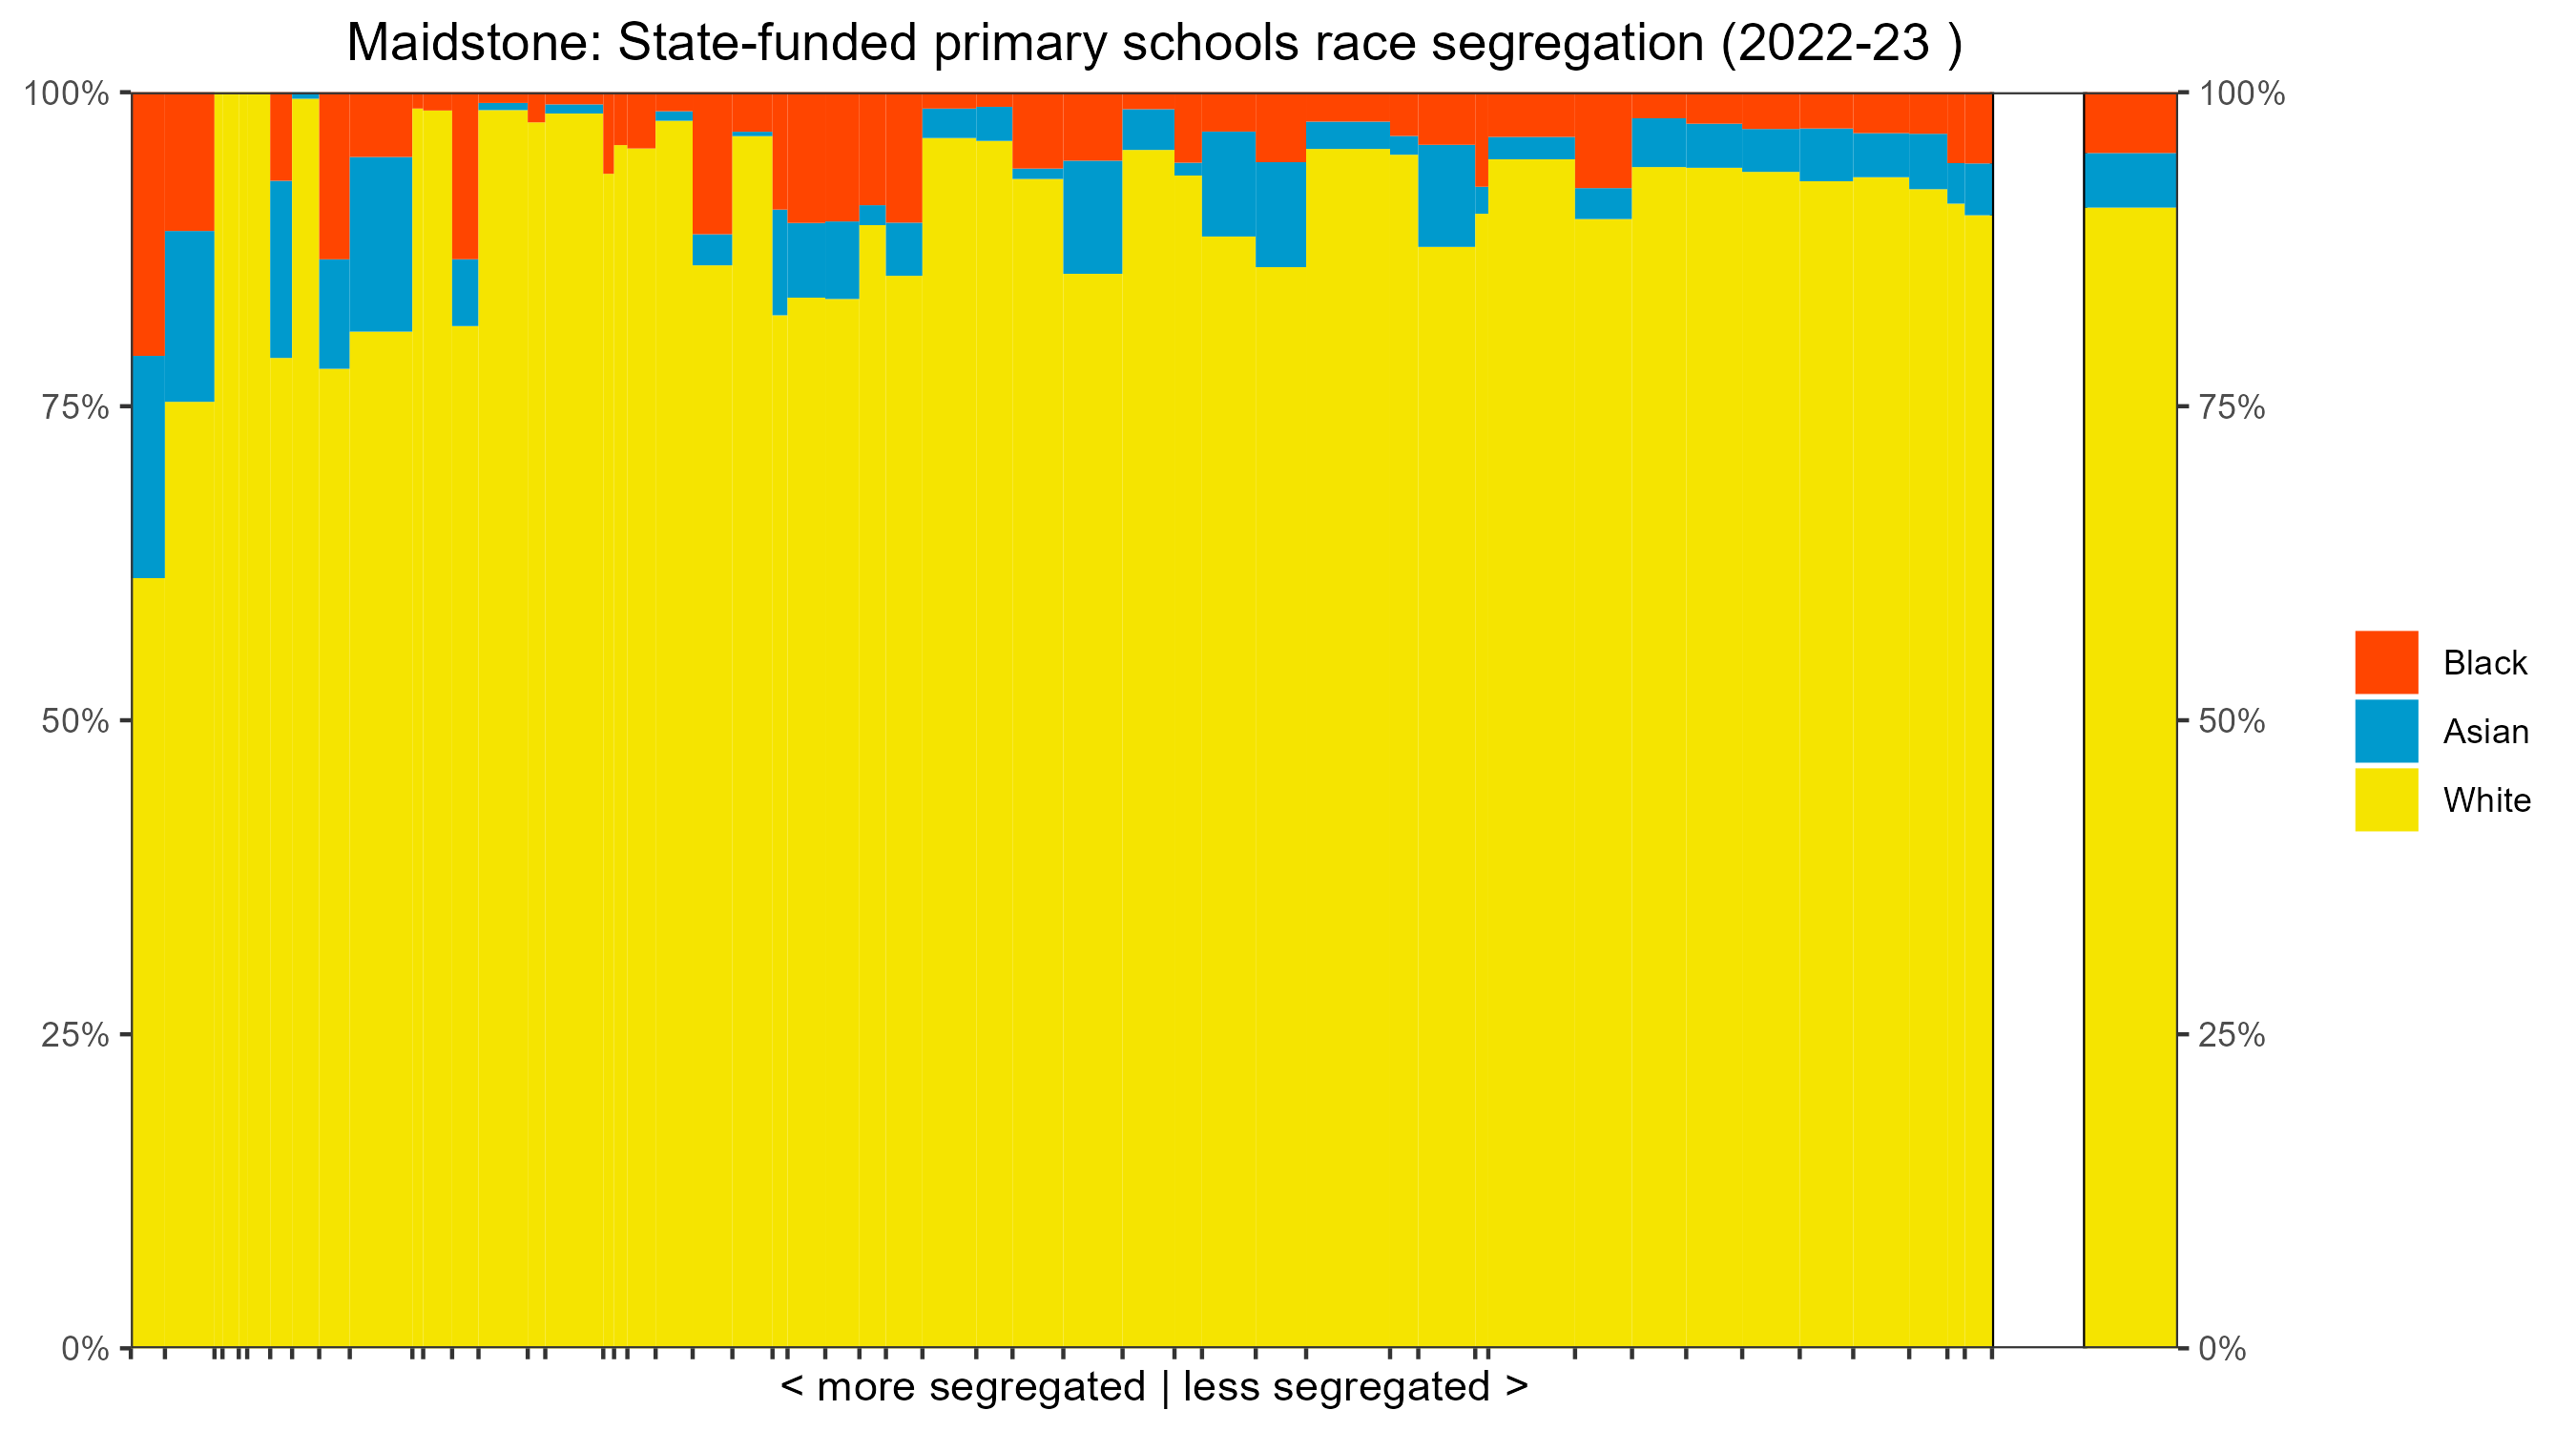 Maidstone: State-funded primary schools race segregation (2022-23 )
100%
75%
50%
25%
0%
100%
75%
50%
25%
0%
Black
Asian
White
< more segregated | less segregated >